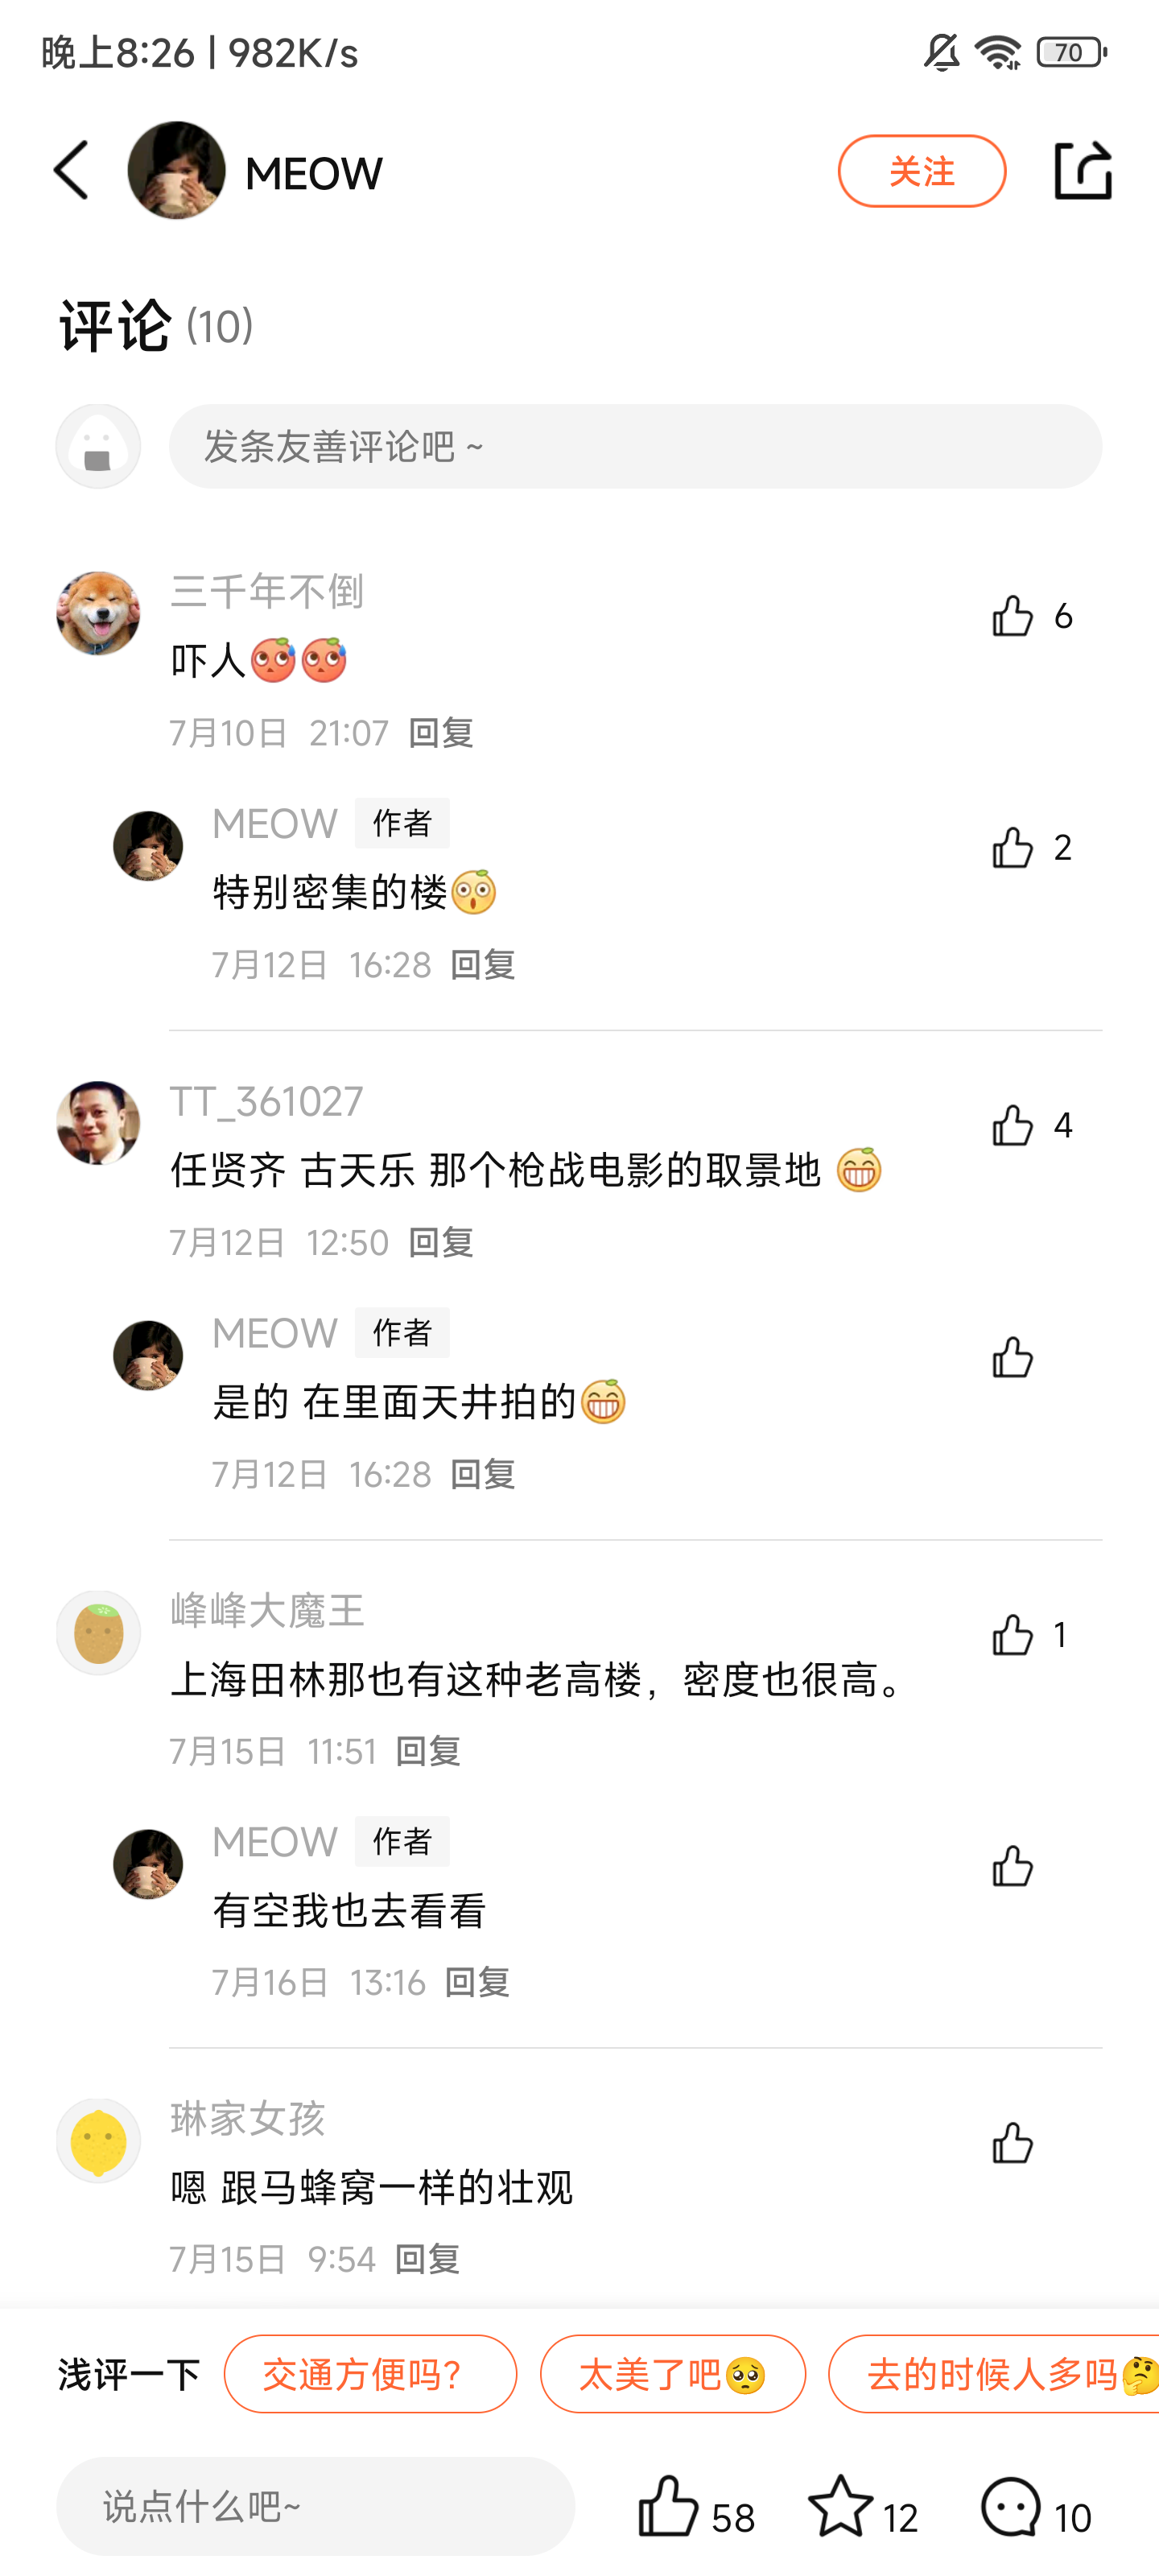 晚上8:26 | 982K/s
70
MEOW
关注
评论 (10)
发条友善评论吧 ~
三千年不倒
吓人
6
7月10日 21:07 回复
MEOW 作者
特别密集的楼
2
7月12日 16:28 回复
TT_361027
任贤齐 古天乐 那个枪战电影的取景地
4
7月12日 12:50 回复
MEOW 作者
是的 在里面天井拍的
7月12日 16:28 回复
峰峰大魔王
上海田林那也有这种老高楼，密度也很高。
1
7月15日 11:51 回复
MEOW 作者
有空我也去看看
7月16日 13:16 回复
琳家女孩
嗯 跟马蜂窝一样的壮观
7月15日 9:54 回复
浅评一下 交通方便吗？ 太美了吧🥺 去的时候人多吗🤔
说点什么吧~ 58 12 10